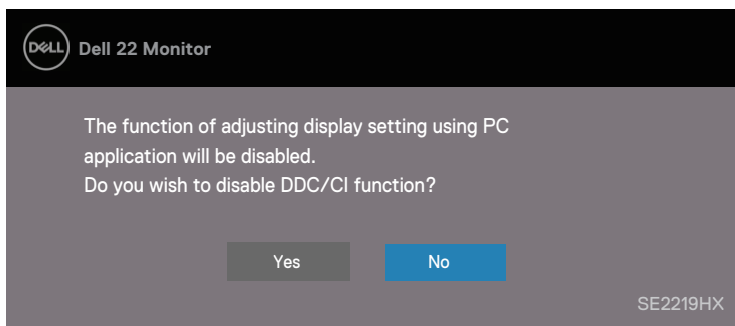 DELL Dell 22 Monitor
The function of adjusting display setting using PC
application will be disabled.
Do you wish to disable DDC/CI function?
Yes No
SE2219HX